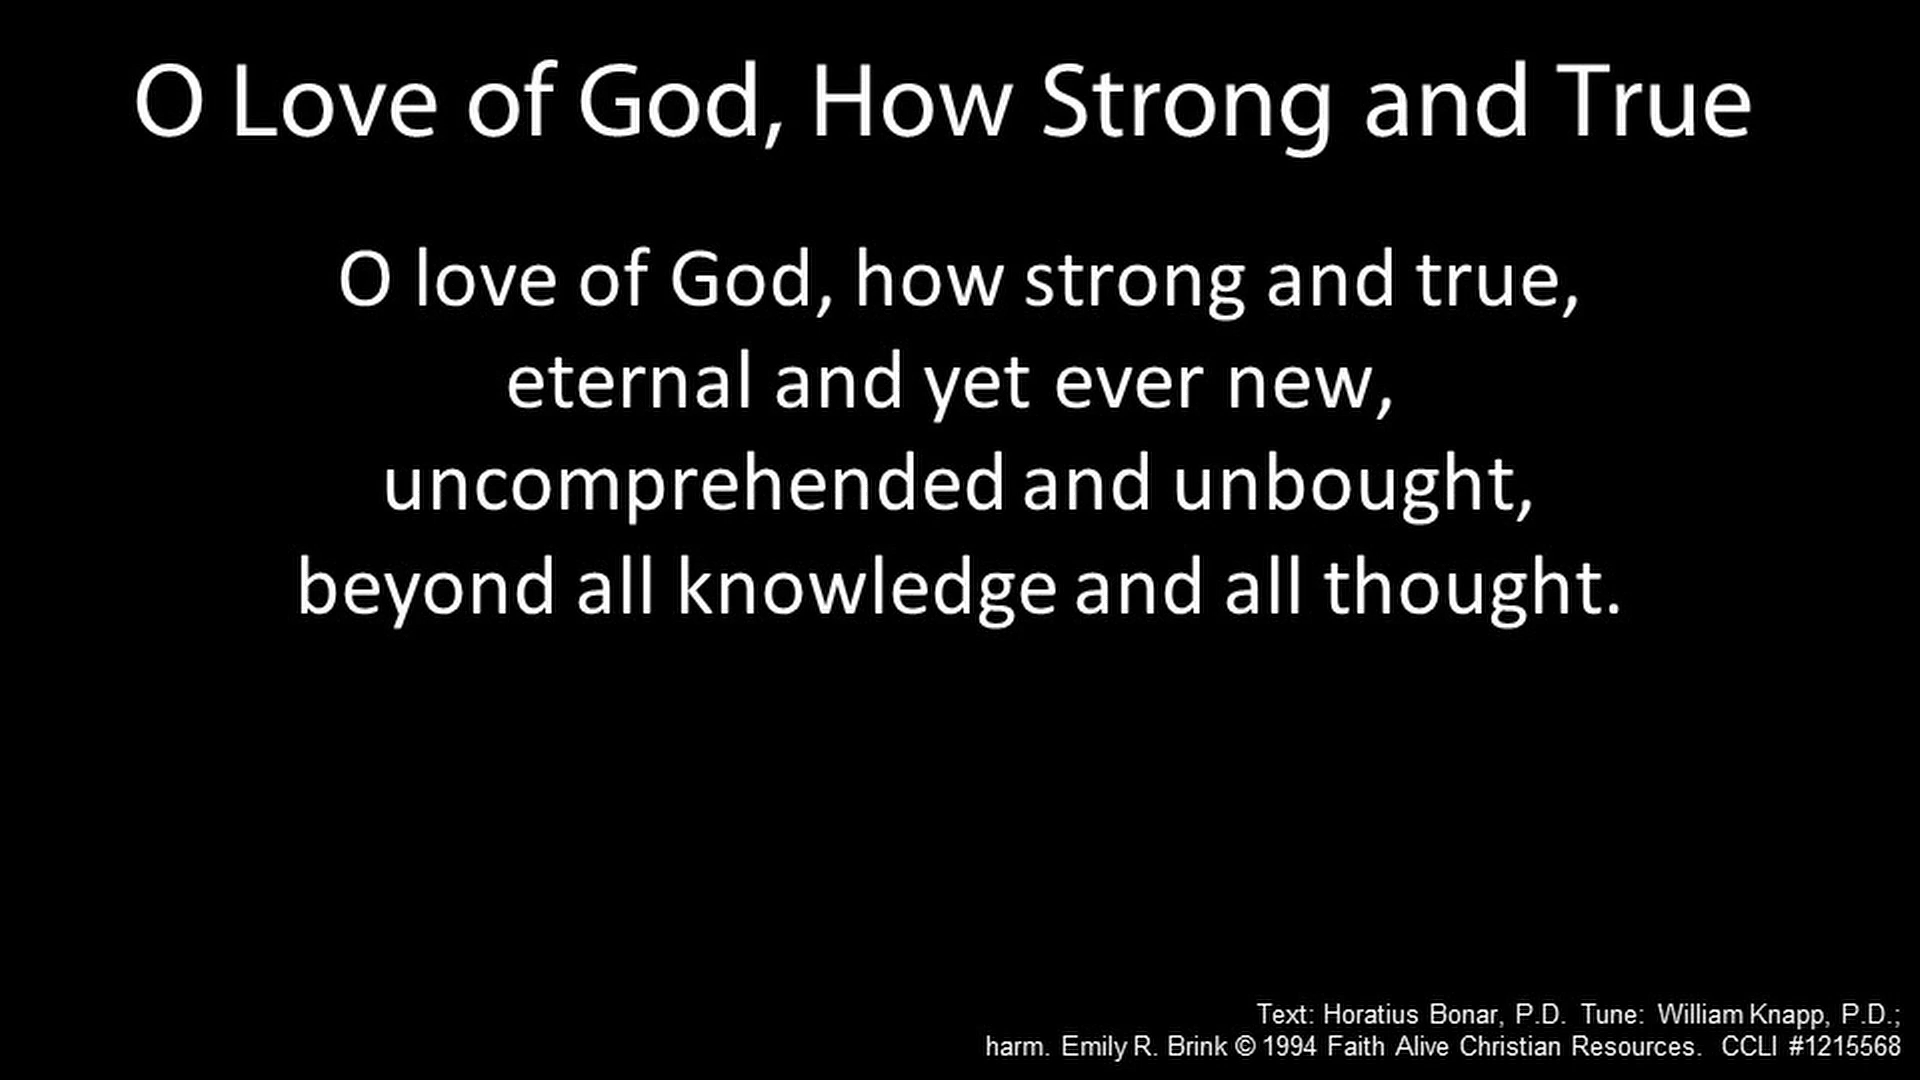 O Love of God, How Strong and True
O love of God, how strong and true,
eternal and yet ever new,
uncomprehended and unbought,
beyond all knowledge and all thought.
Text: Horatius Bonar, P.D. Tune: William Knapp, P.D.;
harm. Emily R. Brink © 1994 Faith Alive Christian Resources. CCLI #1215568